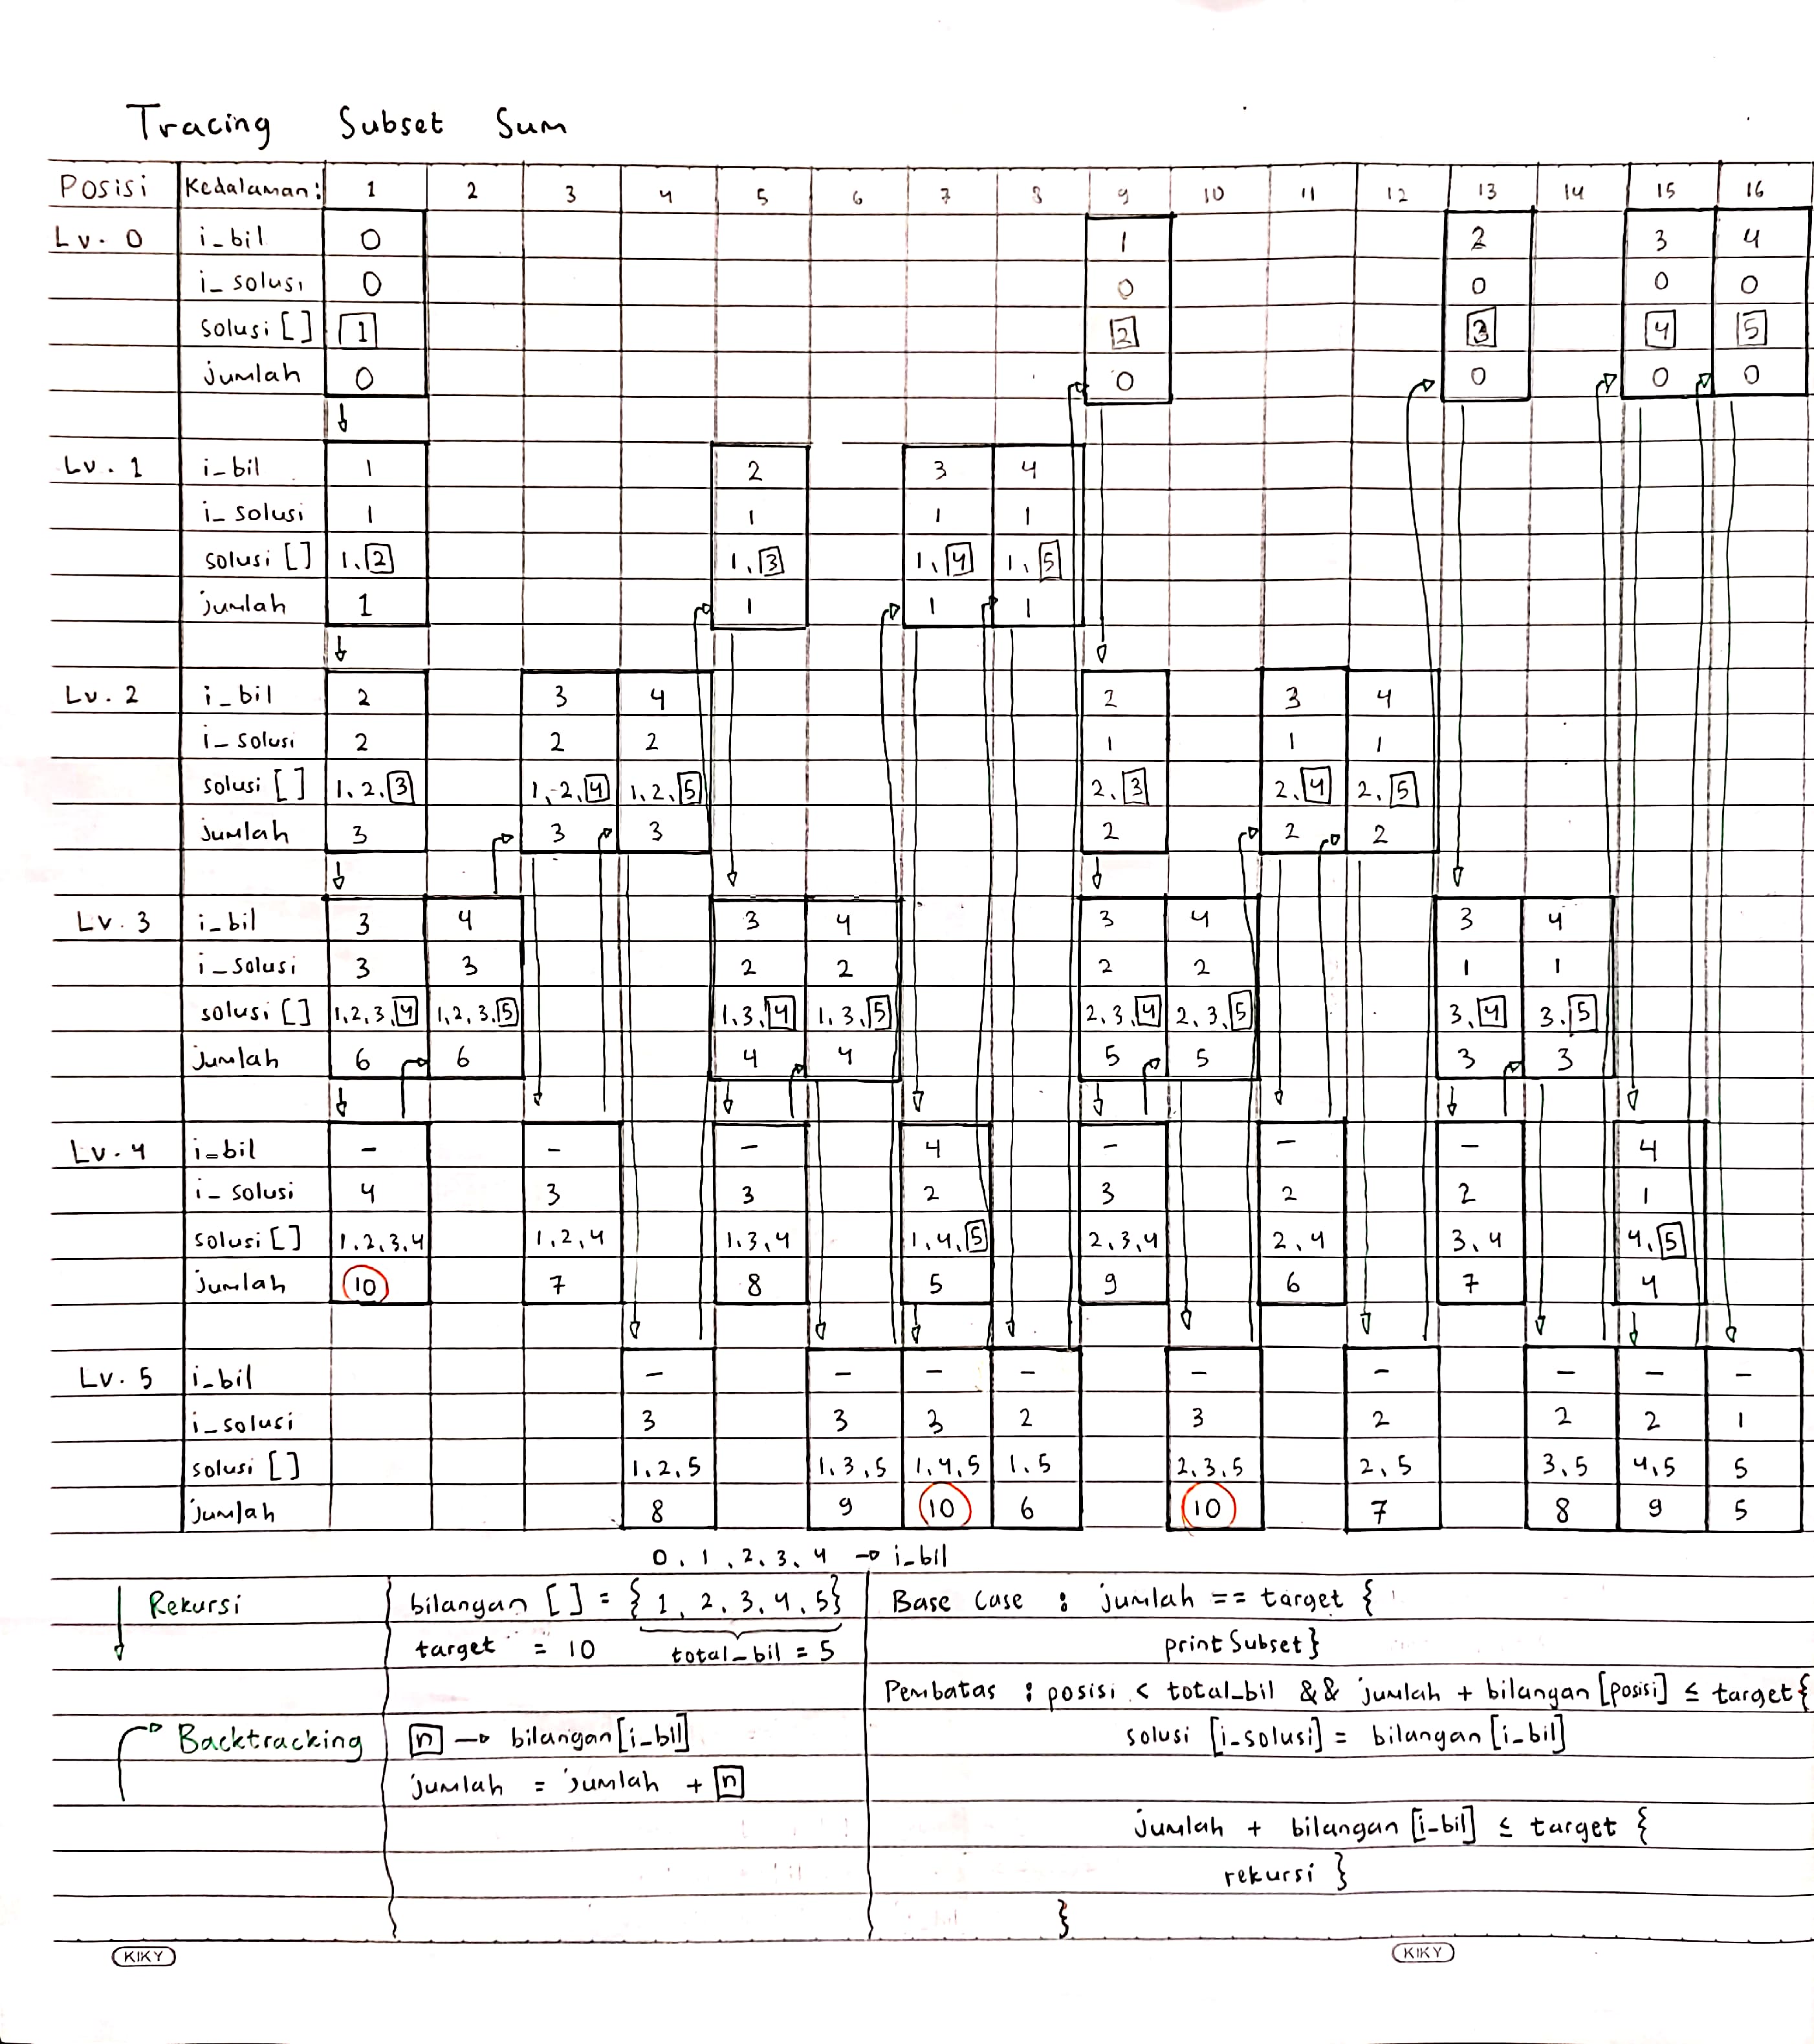 Tracing Subset Sum
Posisi Kedalaman: 1 2 3 4 5 6 7 8 9 10 11 12 13 14 15 16
Lv. 0 i_bil 0 1 2 3 4
i_solusi 0 0 0 0 0
solusi [] 1 2 3 4 5
jumlah 0 0 0 0 0
Lv. 1 i_bil 1 2 3 4
i_solusi 1 1 1 1
solusi [] 1, 2 1, 3 1, 4 1, 5
jumlah 1 1 1 1
Lv. 2 i_bil 2 3 4 2 3 4
i_solusi 2 2 2 1 1 1
solusi [] 1, 2, 3 1, 2, 4 1, 2, 5 2, 3 2, 4 2, 5
jumlah 3 3 3 2 2 2
Lv. 3 i_bil 3 4 3 4 3 4 3 4
i_solusi 3 3 2 2 2 2 1 1
solusi [] 1, 2, 3, 4 1, 2, 3, 5 1, 3, 4 1, 3, 5 2, 3, 4 2, 3, 5 3, 4 3, 5
jumlah 6 6 4 4 5 5 3 3
Lv. 4 i_bil - - - 4 - - - 4
i_solusi 4 3 3 2 3 2 2 1
solusi [] 1, 2, 3, 4 1, 2, 4 1, 3, 4 1, 4, 5 2, 3, 4 2, 4 3, 4 4, 5
jumlah 10 7 8 5 9 6 7 4
Lv. 5 i_bil - - - - - - - - -
i_solusi 3 3 3 2 3 2 2 2 1
solusi [] 1, 2, 5 1, 3, 5 1, 4, 5 1, 5 2, 3, 5 2, 5 3, 5 4, 5 5
jumlah 8 9 10 6 10 7 8 9 5
0, 1, 2, 3, 4 → i_bil
Rekursi
Backtracking
bilangan [] = { 1, 2, 3, 4, 5}
target = 10 total_bil = 5
n → bilangan [i_bil]
jumlah = jumlah + n
Base Case : jumlah == target {
print Subset}
Pembatas : posisi < total_bil && jumlah + bilangan [posisi] ≤ target {
solusi [i_solusi] = bilangan [i_bil]
jumlah + bilangan [i_bil] ≤ target {
rekursi }
}
KIKY KIKY